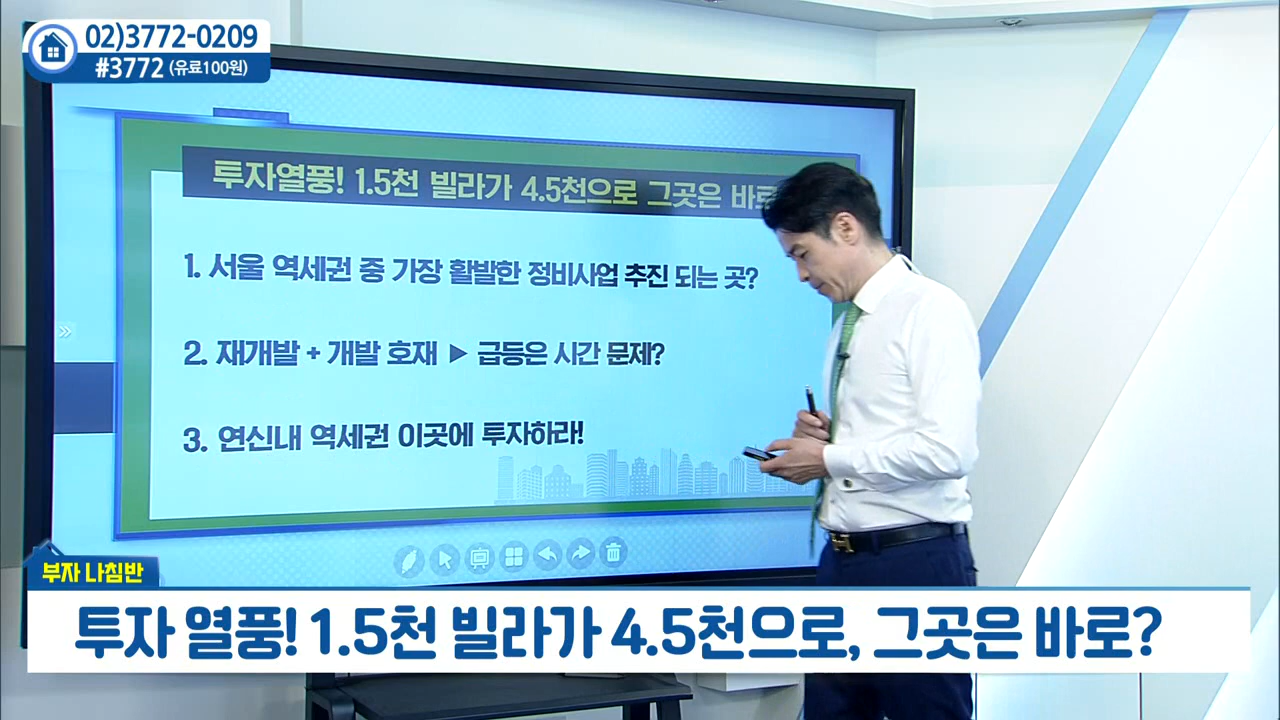 02)3772-0209
#3772 (유료100원)
투자열풍! 1.5천 빌라가 4.5천으로 그곳은 바로
1. 서울 역세권 중 가장 활발한 정비사업 추진 되는 곳?
2. 재개발 + 개발 호재 ▶ 급등은 시간 문제?
3. 연신내 역세권 이곳에 투자하라!
부자 나침반
투자 열풍! 1.5천 빌라가 4.5천으로, 그곳은 바로?